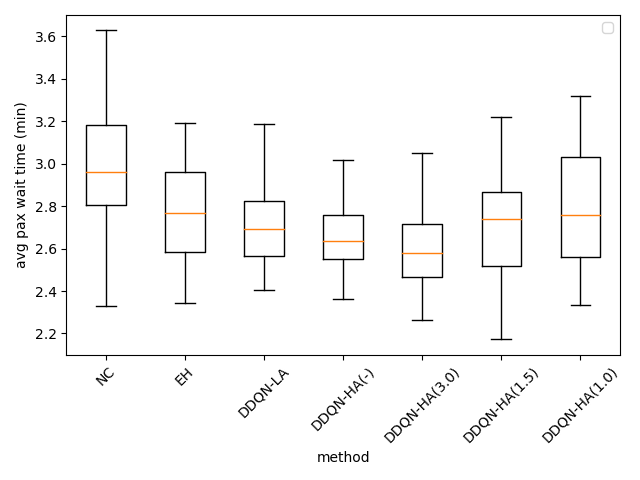 avg pax wait time (min)
3.6
3.4
3.2
3.0
2.8
2.6
2.4
2.2
NC
EH
DDQN-LA
DDQN-HA(-)
DDQN-HA(3.0)
DDQN-HA(1.5)
DDQN-HA(1.0)
method